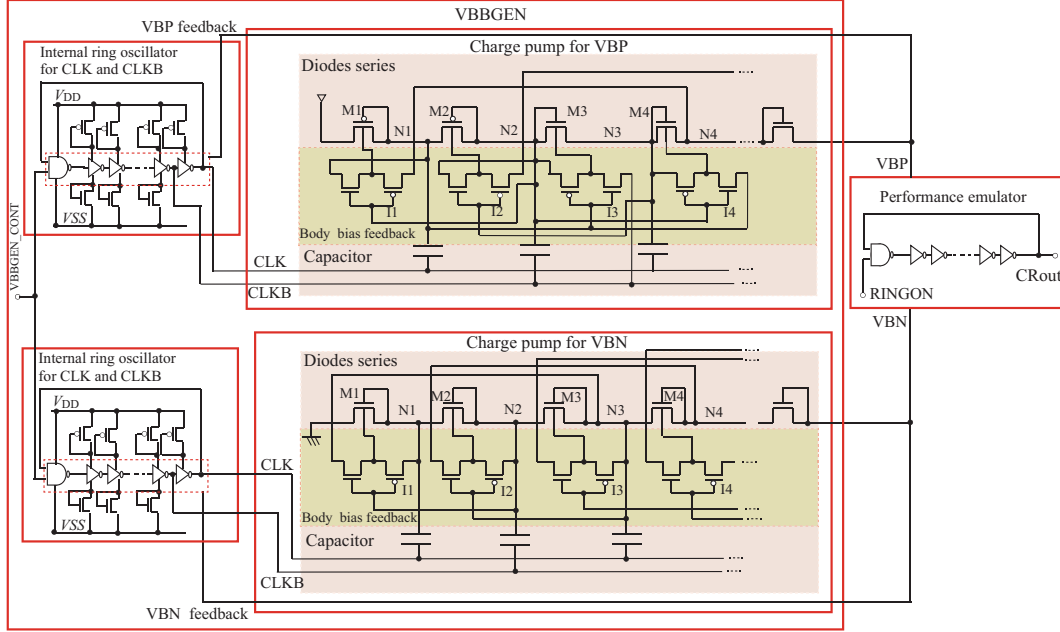 VBBGEN
VBP feedback
Internal ring oscillator
for CLK and CLKB
VDD
VSS
Charge pump for VBP
Diodes series
M1
M2
M3
M4
N1
N2
N3
N4
I1
I2
I3
I4
Body bias feedback
Capacitor
CLK
CLKB
VBP
Performance emulator
CRout
RINGON
VBN
VBBGEN_CONT
Internal ring oscillator
for CLK and CLKB
VDD
VSS
Charge pump for VBN
Diodes series
M1
M2
M3
M4
N1
N2
N3
N4
I1
I2
I3
I4
Body bias feedback
Capacitor
CLK
CLKB
VBN feedback